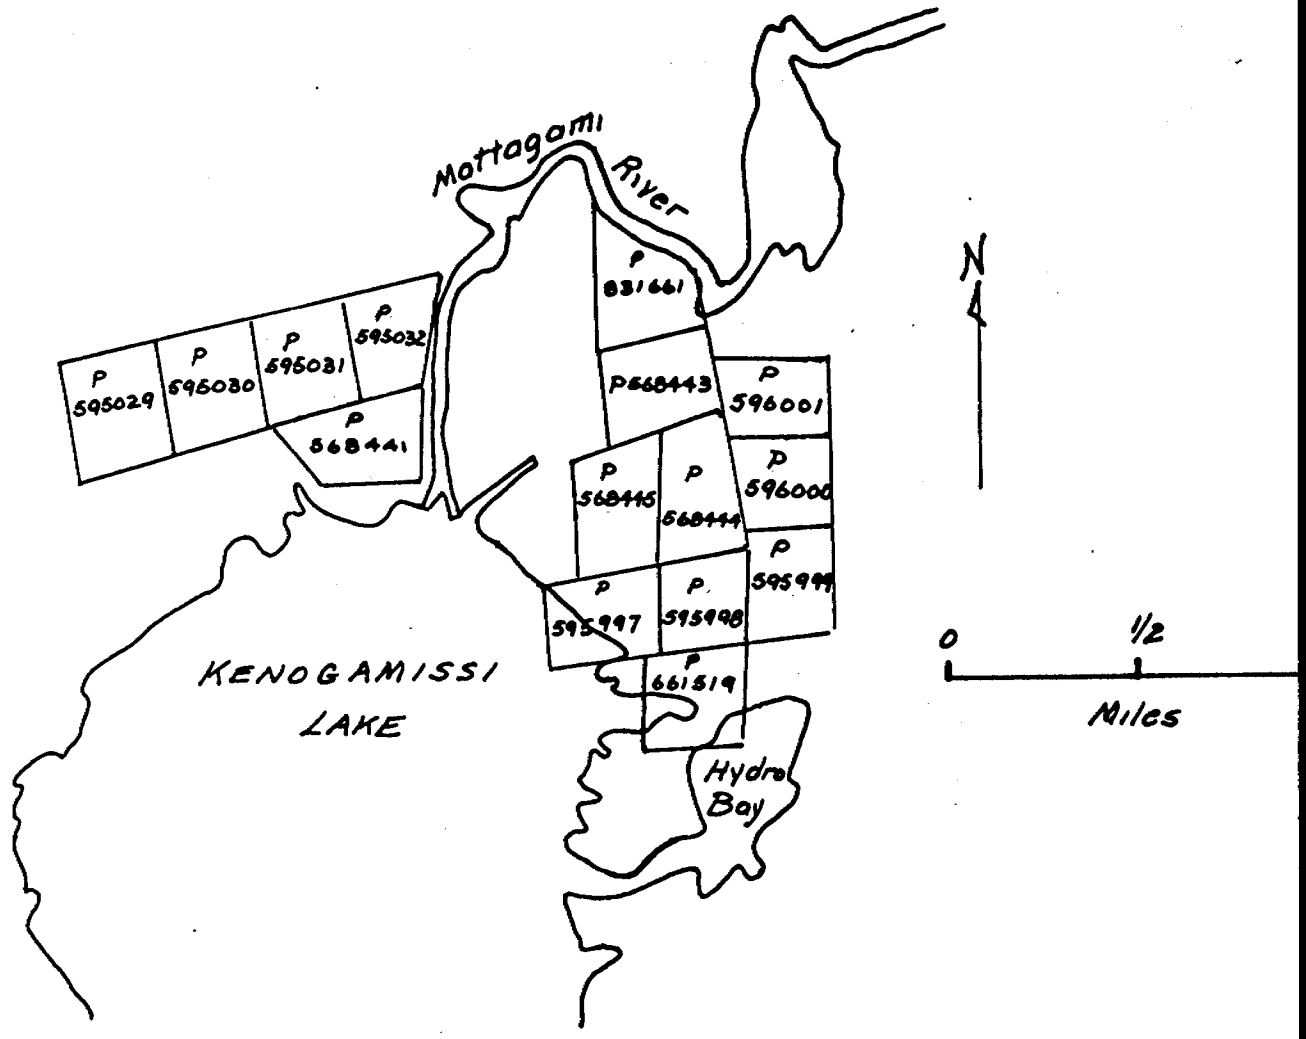 Mattagami
River
N
P
831661
P
595032
P
595031
P
595030
P
595029
P568443
P
596001
P
568441
P
568445
P
568444
P
596000
P
595999
P
595997
P
595998
P
661519
0 1/2
Miles
KENOGAMISSI
LAKE
Hydro
Bay